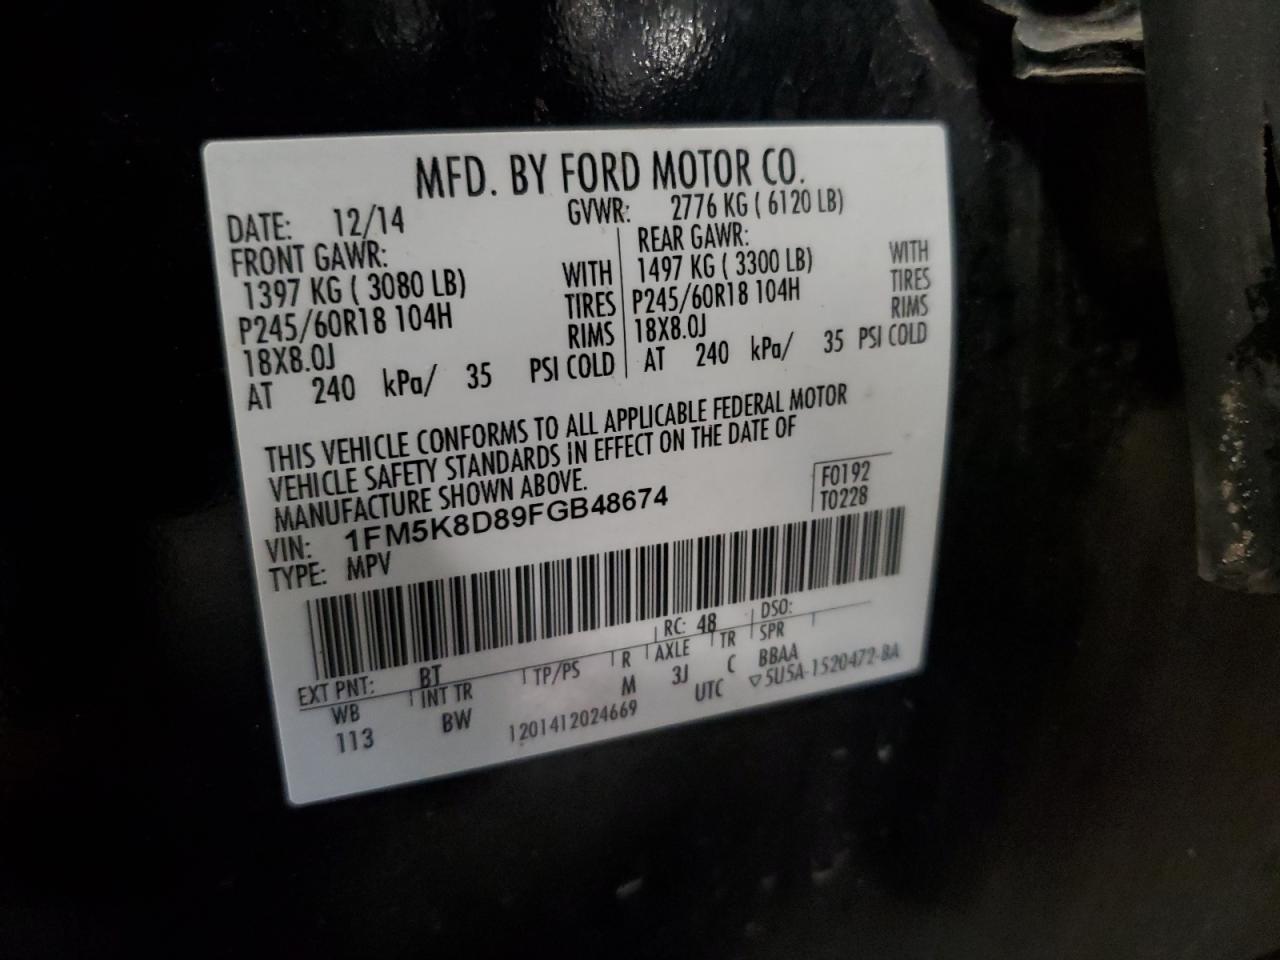 MFD. BY FORD MOTOR CO.
DATE: 12/14 GVWR: 2776 KG ( 6120 LB)
FRONT GAWR: REAR GAWR:
1397 KG ( 3080 LB) WITH 1497 KG ( 3300 LB) WITH
P245/60R18 104H TIRES P245/60R18 104H TIRES
18X8.0J RIMS 18X8.0J RIMS
AT 240 kPa/ 35 PSI COLD AT 240 kPa/ 35 PSI COLD
THIS VEHICLE CONFORMS TO ALL APPLICABLE FEDERAL MOTOR
VEHICLE SAFETY STANDARDS IN EFFECT ON THE DATE OF
MANUFACTURE SHOWN ABOVE.
F0192
VIN: 1FM5K8D89FGB48674 T0228
TYPE: MPV
EXT PNT: BT RC: 48 DSO:
WB INT TR TP/PS R AXLE TR SPR
113 BW M 3J C BBAA
1201412024669 UTC ▽5U5A-1520472-BA